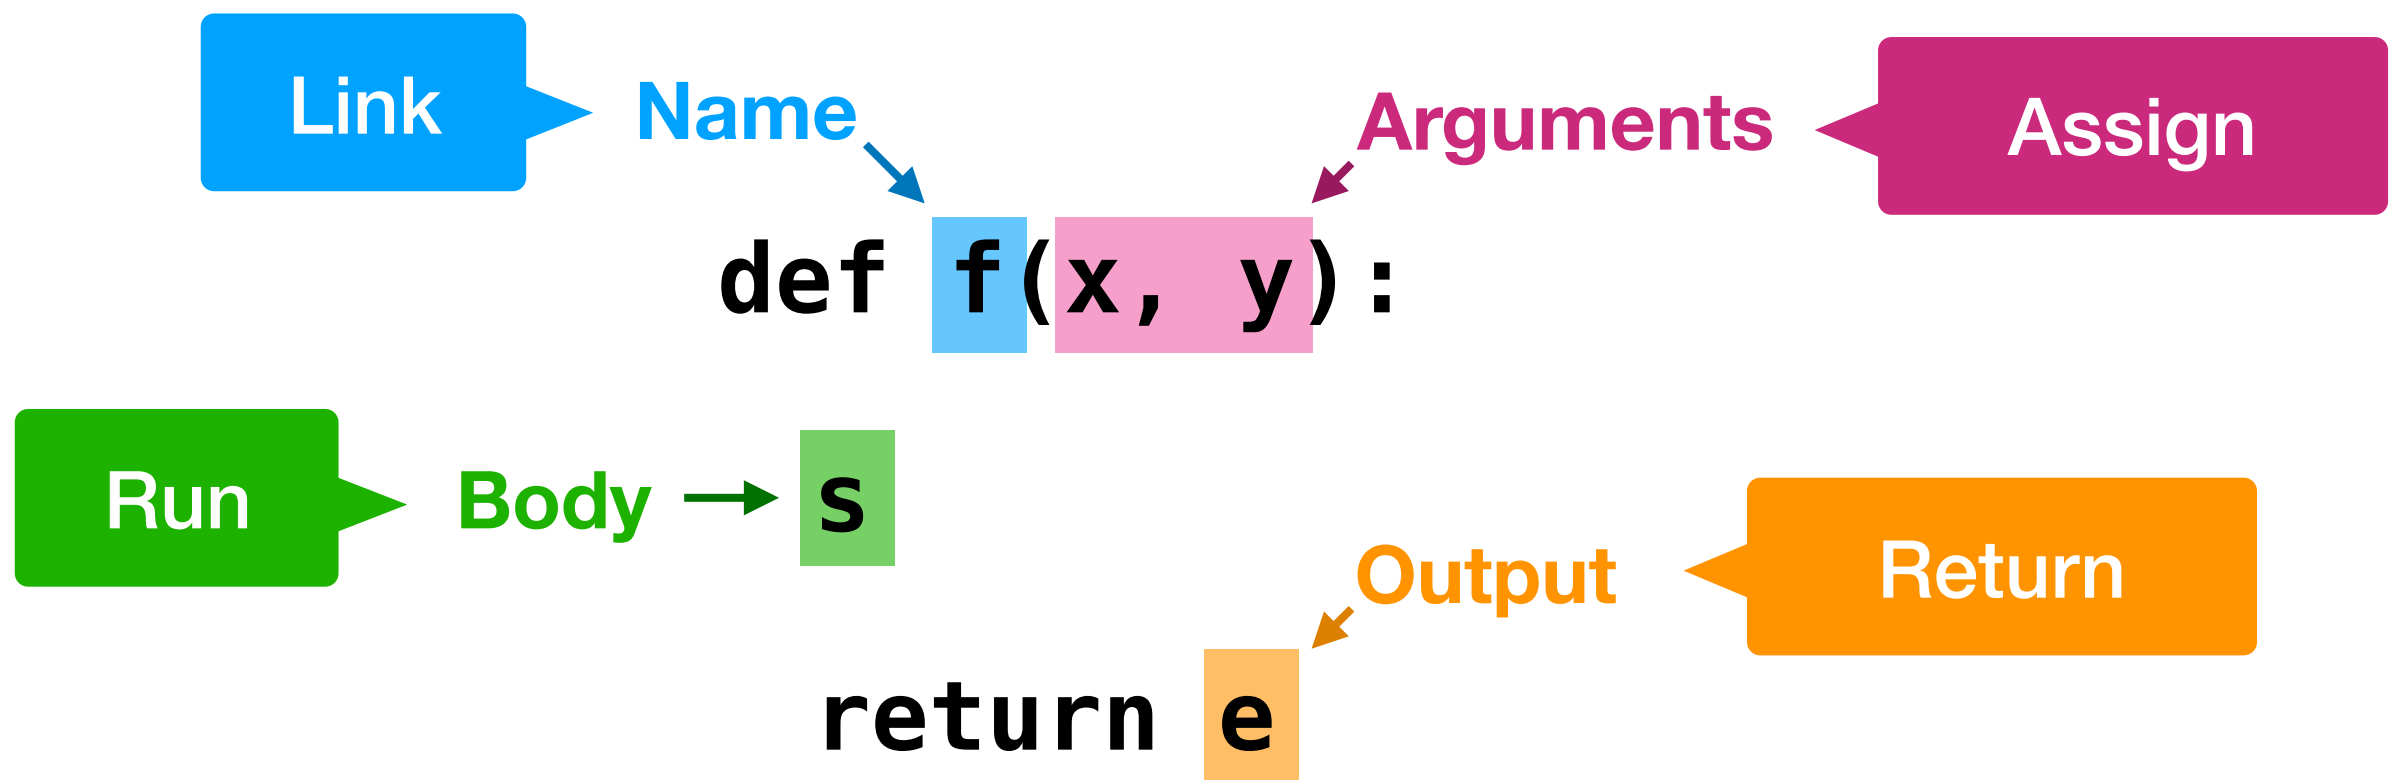 Link
Name
Arguments
Assign
def f(x, y):
Run
Body
s
Output
Return
return e